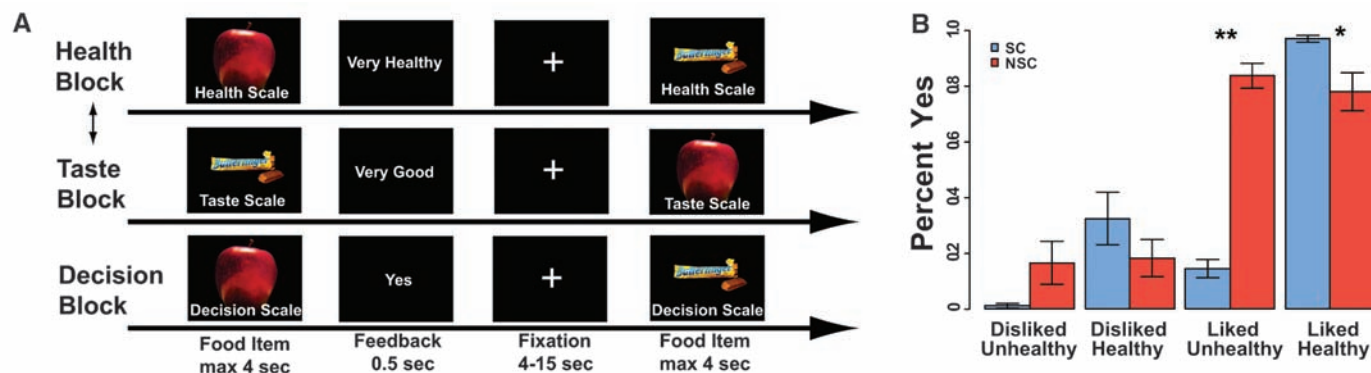 A
Health
Block
Health Scale
Very Healthy
+
Butterfinger
Health Scale
Taste
Block
Butterfinger
Taste Scale
Very Good
+
Taste Scale
Decision
Block
Decision Scale
Yes
+
Butterfinger
Decision Scale
Food Item
max 4 sec
Feedback
0.5 sec
Fixation
4-15 sec
Food Item
max 4 sec
B
Percent Yes
1.0
0.8
0.6
0.4
0.2
0
SC
NSC
**
*
Disliked
Unhealthy
Disliked
Healthy
Liked
Unhealthy
Liked
Healthy